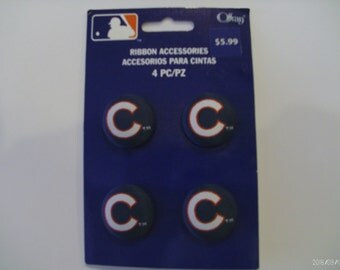 Offray
$5.99
RIBBON ACCESSORIES
ACCESORIOS PARA CINTAS
4 PC/PZ
C C
C C